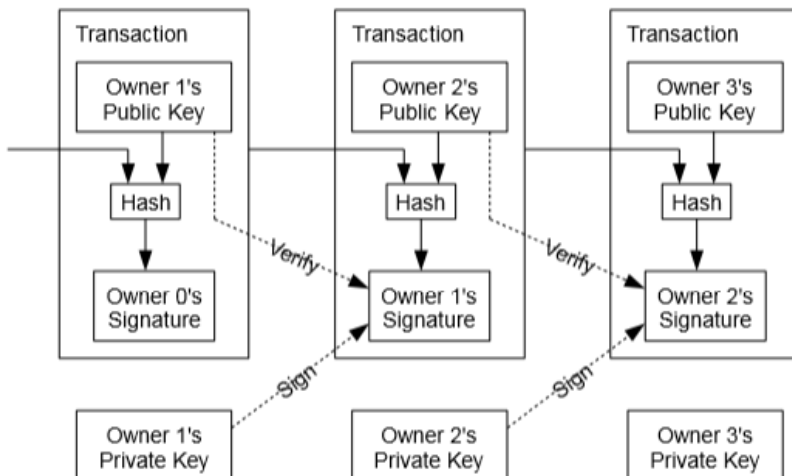 Transaction
Owner 1's
Public Key
Hash
Owner 0's
Signature
Transaction
Owner 2's
Public Key
Hash
Verify
Owner 1's
Signature
Transaction
Owner 3's
Public Key
Hash
Verify
Owner 2's
Signature
Sign
Sign
Owner 1's
Private Key
Owner 2's
Private Key
Owner 3's
Private Key